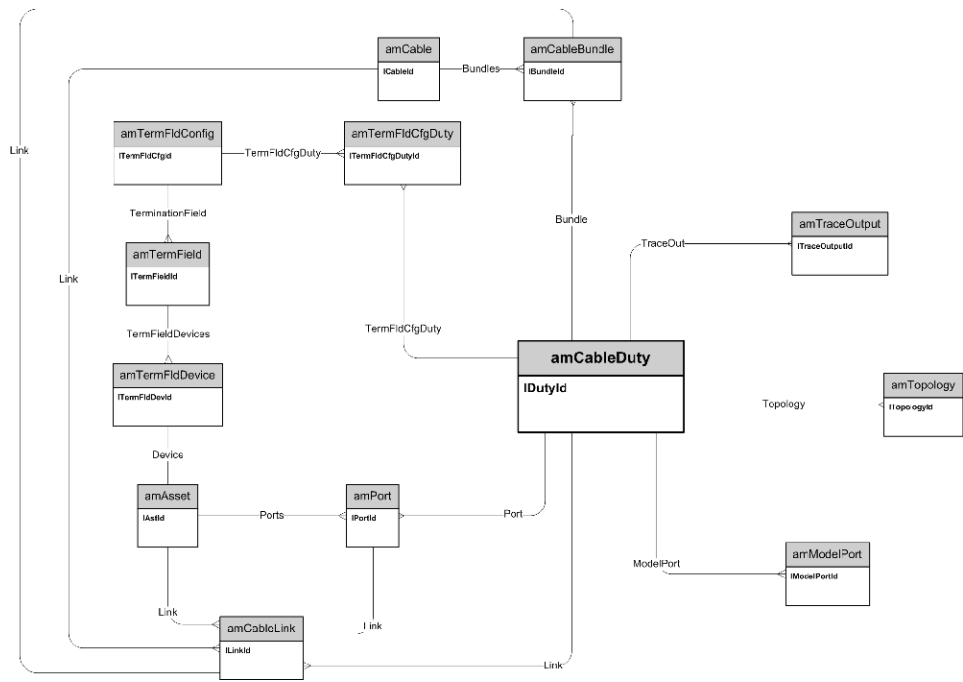 amCable
lCableId
Bundles
amCableBundle
lBundleId
Link
amTermFldConfig
lTermFldCfgId
TermFldCfgDuty
amTermFldCfgDuty
lTermFldCfgDutyId
TerminationField
Bundle
amTraceOutput
lTraceOutputId
TraceOut
amTermField
lTermFieldId
Link
TermFieldDevices
TermFldCfgDuty
amCableDuty
lDutyId
amTermFldDevice
lTermFldDevId
Topology
amTopology
lTopologyId
Device
amAsset
lAstId
Ports
amPort
lPortId
Port
ModelPort
amModelPort
lModelPortId
Link
Link
amCableLink
lLinkId
Link